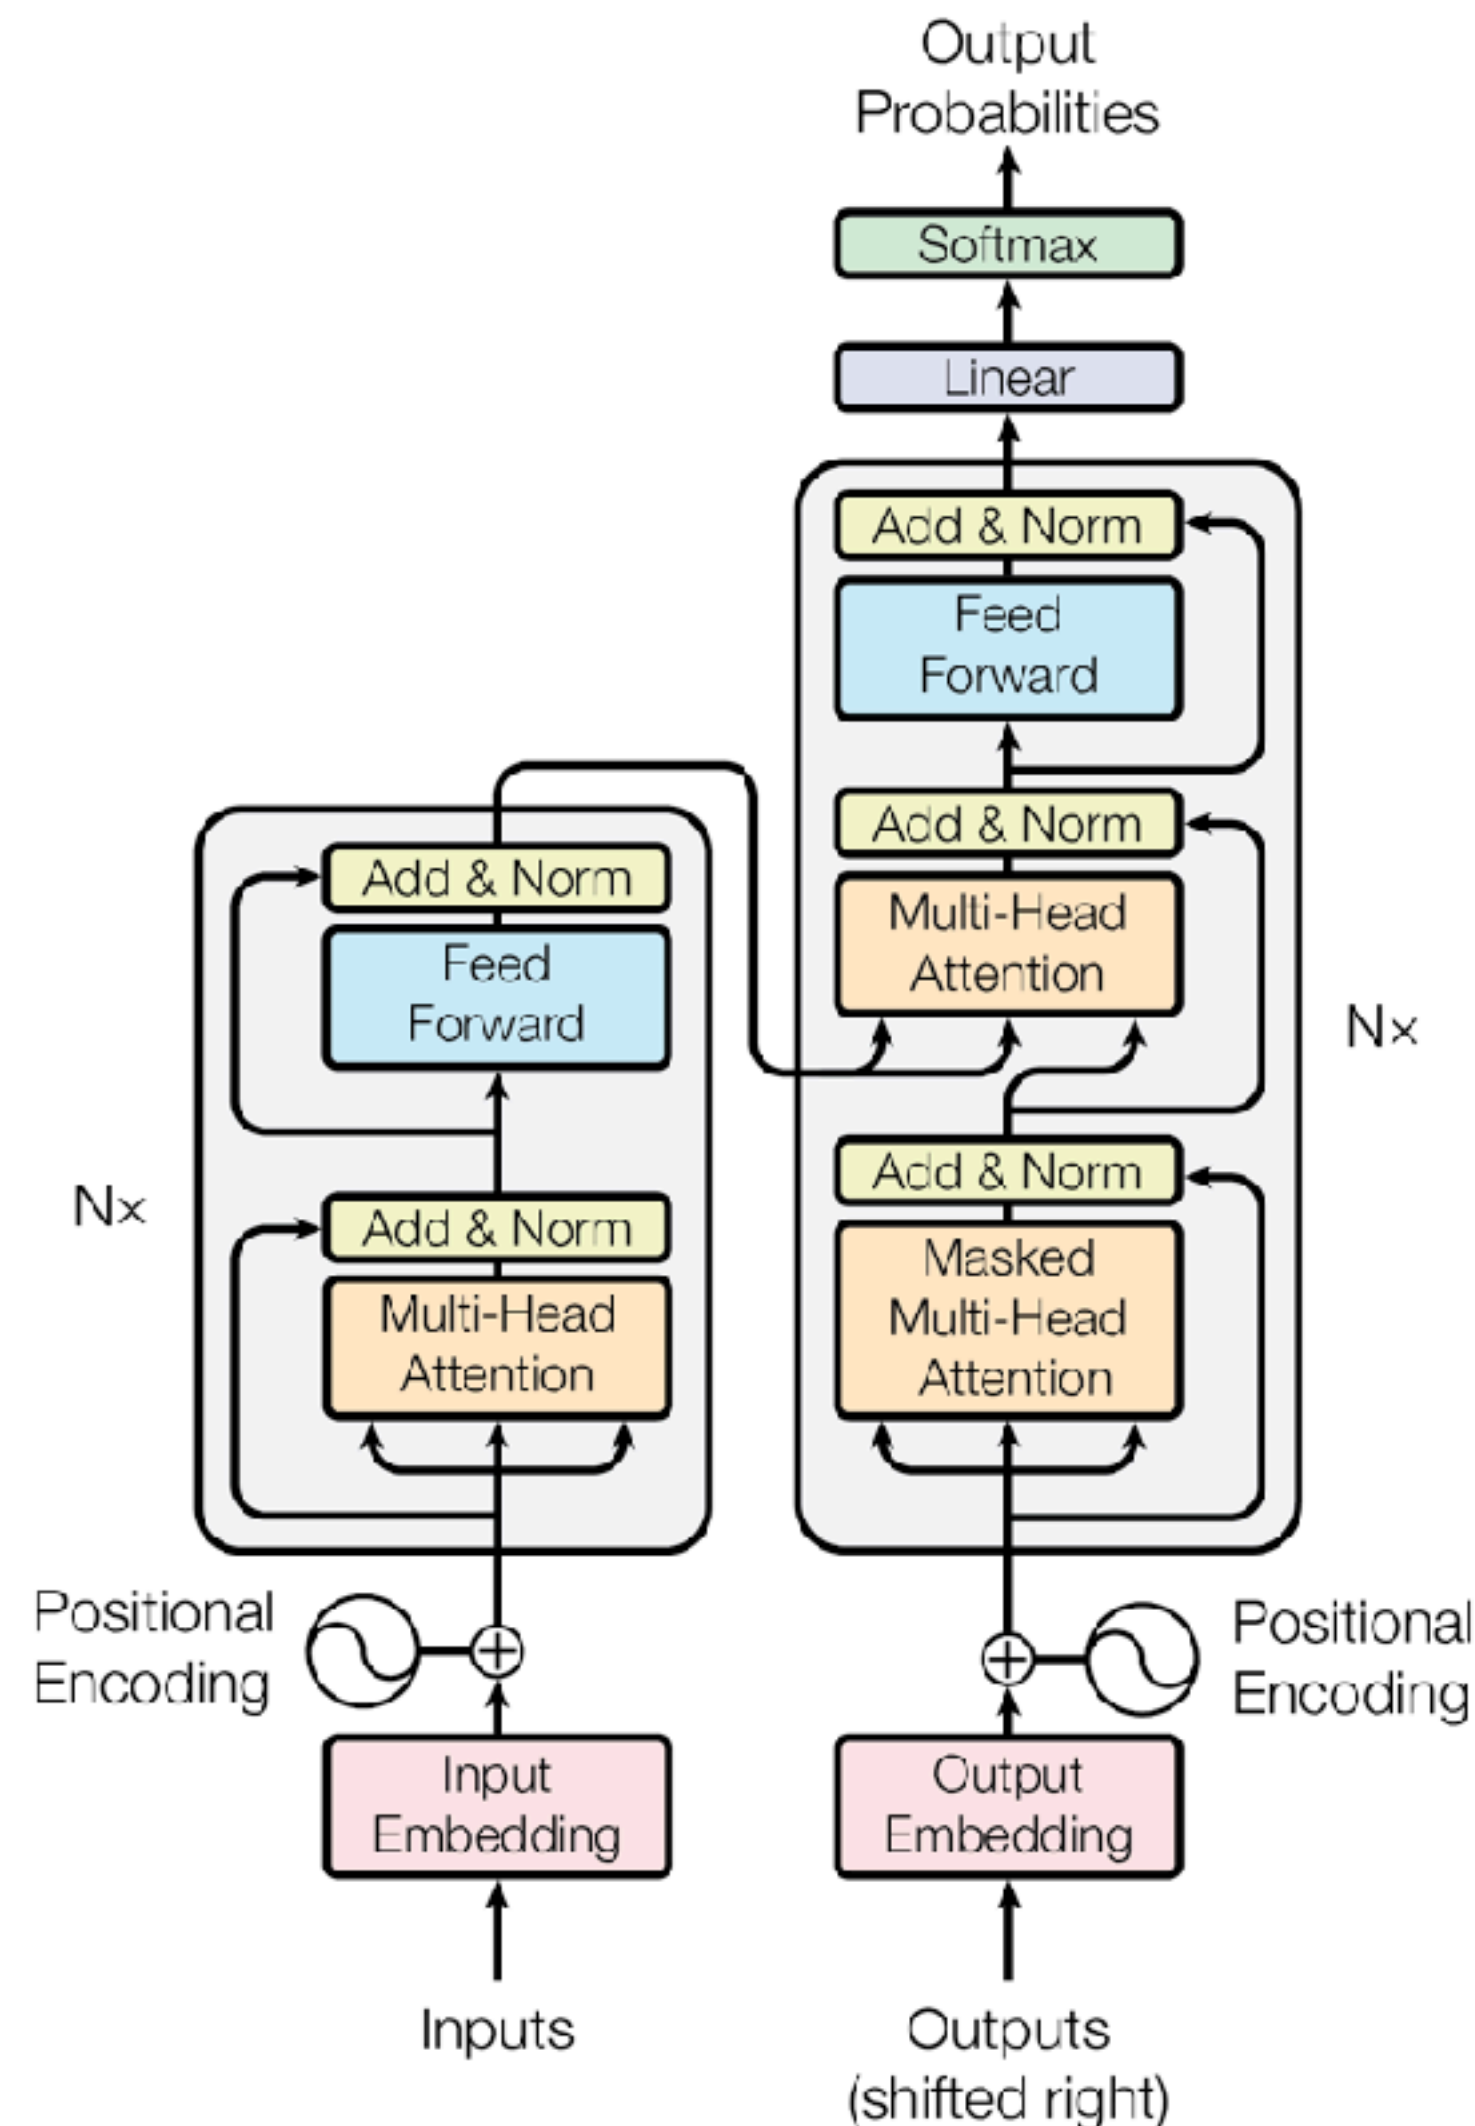 Output
Probabilities
Softmax
Linear
Add & Norm
Feed
Forward
Add & Norm
Multi-Head
Attention
Nx
Add & Norm
Masked
Multi-Head
Attention
Add & Norm
Feed
Forward
Nx
Add & Norm
Multi-Head
Attention
Positional
Encoding
Positional
Encoding
Input
Embedding
Output
Embedding
Inputs
Outputs
(shifted right)